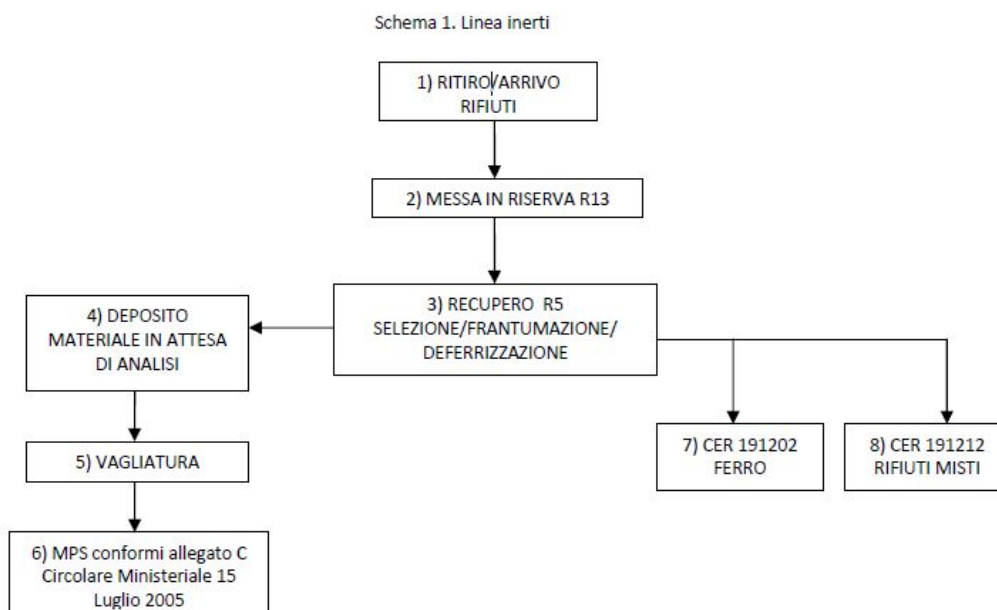 Schema 1. Linea inerti
1) RITIRO/ARRIVO
RIFIUTI
2) MESSA IN RISERVA R13
3) RECUPERO R5
SELEZIONE/FRANTUMAZIONE/
DEFERRIZZAZIONE
4) DEPOSITO
MATERIALE IN ATTESA
DI ANALISI
5) VAGLIATURA
6) MPS conformi allegato C
Circolare Ministeriale 15
Luglio 2005
7) CER 191202
FERRO
8) CER 191212
RIFIUTI MISTI